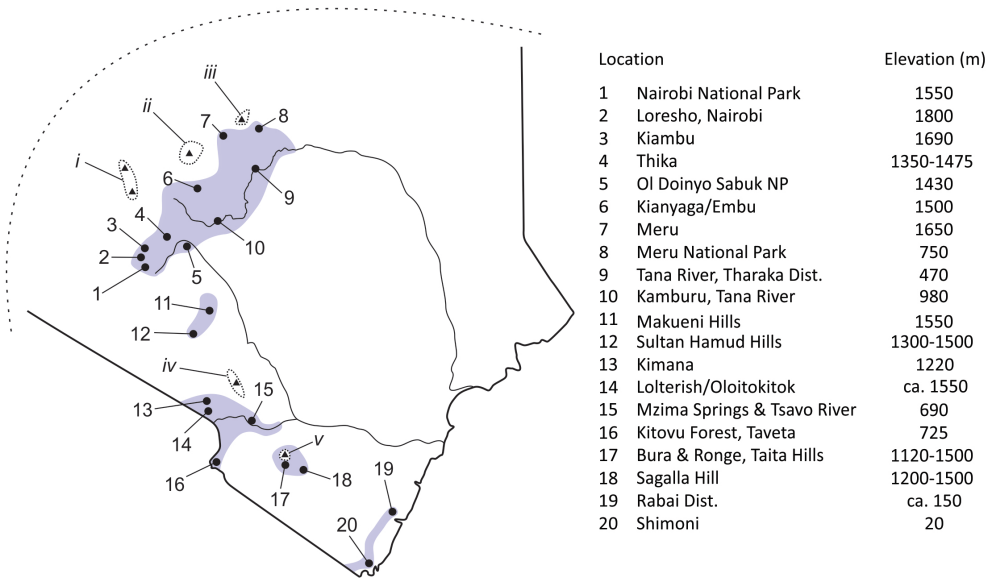 iii
ii
7
8
i
6
9
4
3
2
10
1
5
11
12
iv
15
13
14
v
16
17
18
19
20
Location Elevation (m)
1 Nairobi National Park 1550
2 Loresho, Nairobi 1800
3 Kiambu 1690
4 Thika 1350-1475
5 Ol Doinyo Sabuk NP 1430
6 Kianyaga/Embu 1500
7 Meru 1650
8 Meru National Park 750
9 Tana River, Tharaka Dist. 470
10 Kamburu, Tana River 980
11 Makueni Hills 1550
12 Sultan Hamud Hills 1300-1500
13 Kimana 1220
14 Lolterish/Oloitokitok ca. 1550
15 Mzima Springs & Tsavo River 690
16 Kitovu Forest, Taveta 725
17 Bura & Ronge, Taita Hills 1120-1500
18 Sagalla Hill 1200-1500
19 Rabai Dist. ca. 150
20 Shimoni 20